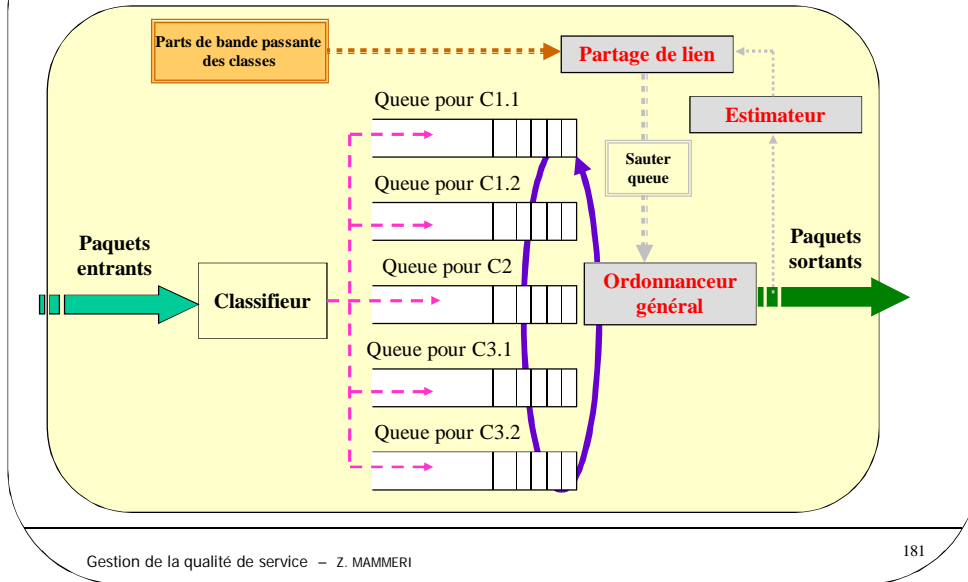 Parts de bande passante
des classes
Partage de lien
Queue pour C1.1
Estimateur
Sauter
queue
Queue pour C1.2
Paquets
entrants
Classifieur
Queue pour C2
Ordonnanceur
général
Paquets
sortants
Queue pour C3.1
Queue pour C3.2
Gestion de la qualité de service – Z. MAMMERI
181